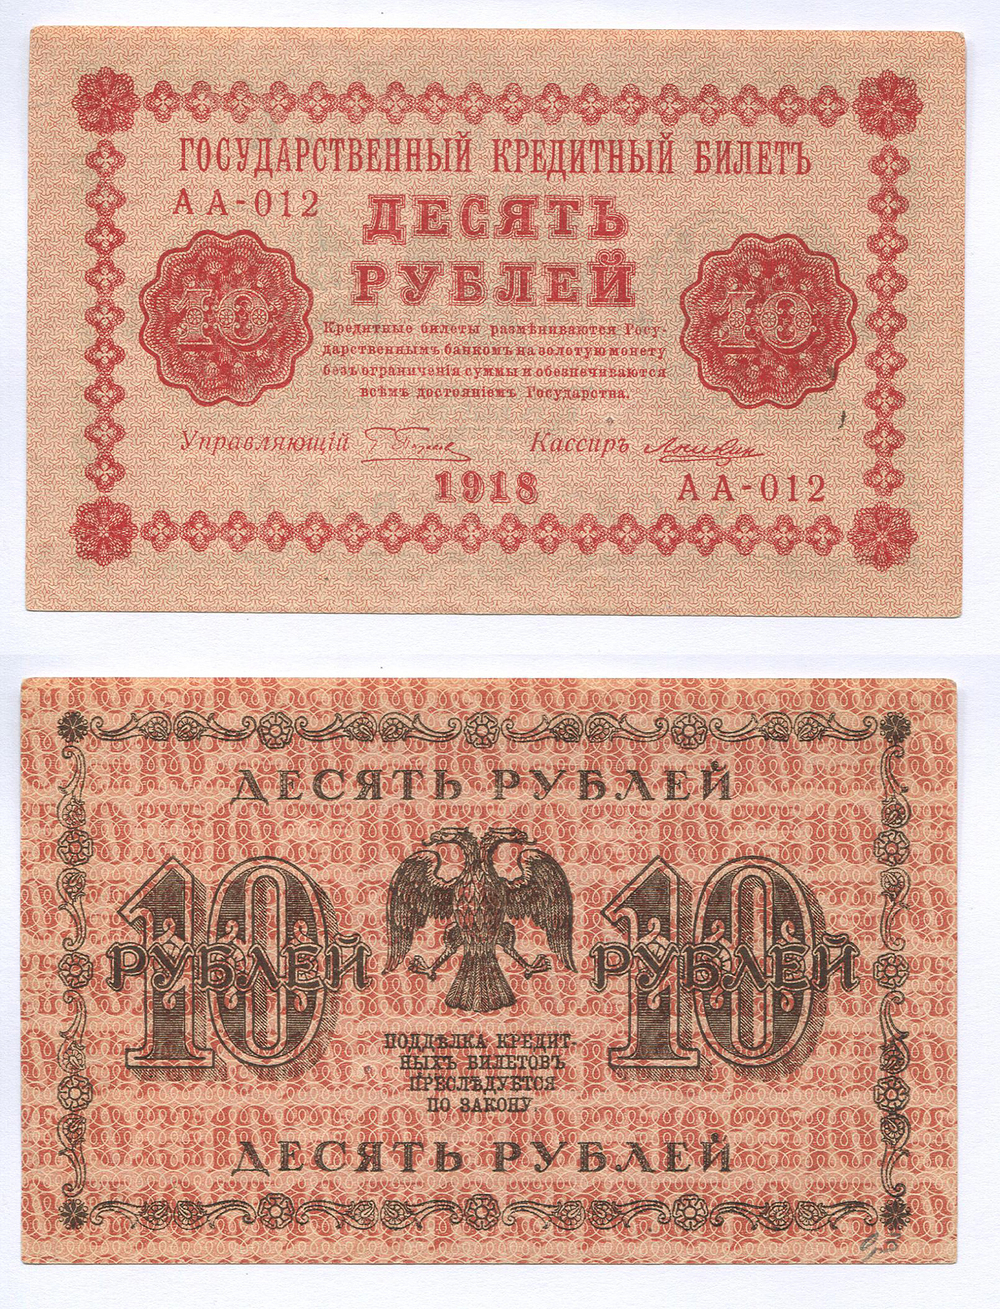 ГОСУДАРСТВЕННЫЙ КРЕДИТНЫЙ БИЛЕТЪ
АА-012
ДЕСЯТЬ
РУБЛЕЙ
10
10
Кредитные билеты размѣниваются Госу-
дарственнымъ банкомъ на золотую монету
безъ ограниченія суммы и обезпечиваются
всѣмъ достояніемъ Государства.
Управляющій
Кассиръ
1918
АА-012
ДЕСЯТЬ РУБЛЕЙ
10
РУБЛЕЙ
10
РУБЛЕЙ
ПОДДѢЛКА КРЕДИТ-
НЫХЪ БИЛЕТОВЪ
ПРЕСЛѢДУЕТСЯ
ПО ЗАКОНУ.
ДЕСЯТЬ РУБЛЕЙ